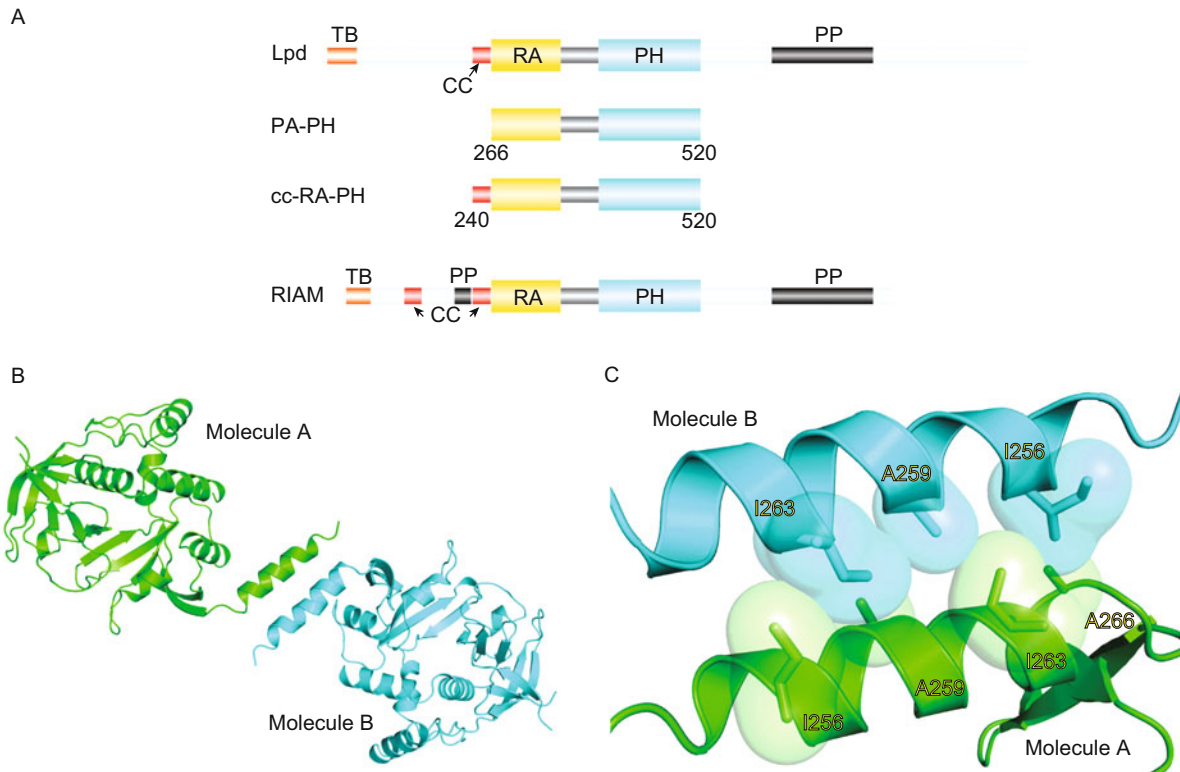 A
TB
PP
Lpd
RA
PH
CC
PA-PH
266
520
cc-RA-PH
240
520
TB
PP
PP
RIAM
RA
PH
CC
B
Molecule A
Molecule B
C
Molecule B
I256
A259
I263
A266
I263
A259
I256
Molecule A